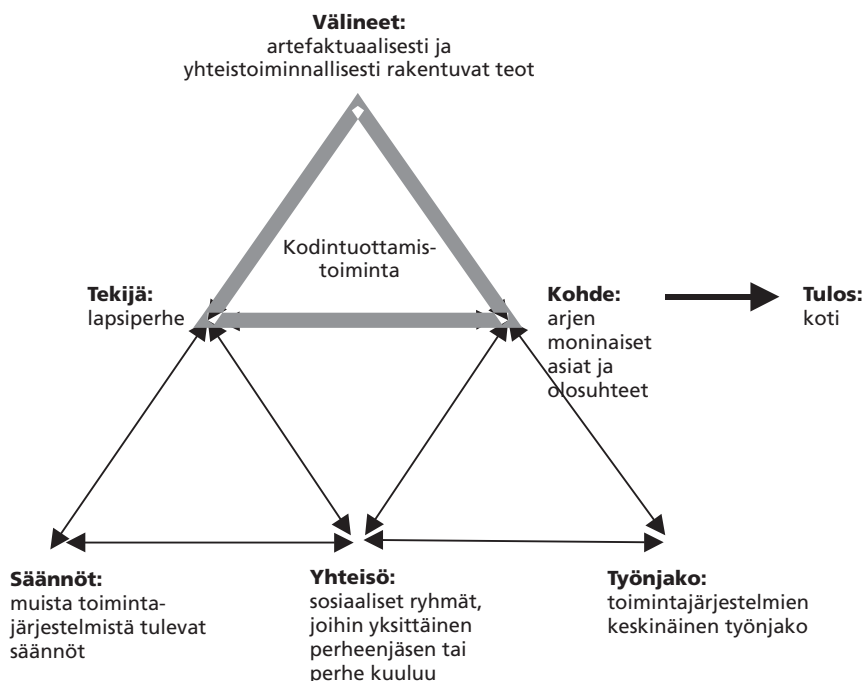 Välineet:
artefaktuaalisesti ja
yhteistoiminnallisesti rakentuvat teot
Kodintuottamis-
toiminta
Tekijä:
lapsiperhe
Kohde:
arjen
moninaiset
asiat ja
olosuhteet
Tulos:
koti
Säännöt:
muista toiminta-
järjestelmistä tulevat
säännöt
Yhteisö:
sosiaaliset ryhmät,
joihin yksittäinen
perheenjäsen tai
perhe kuuluu
Työnjako:
toimintajärjestelmien
keskinäinen työnjako